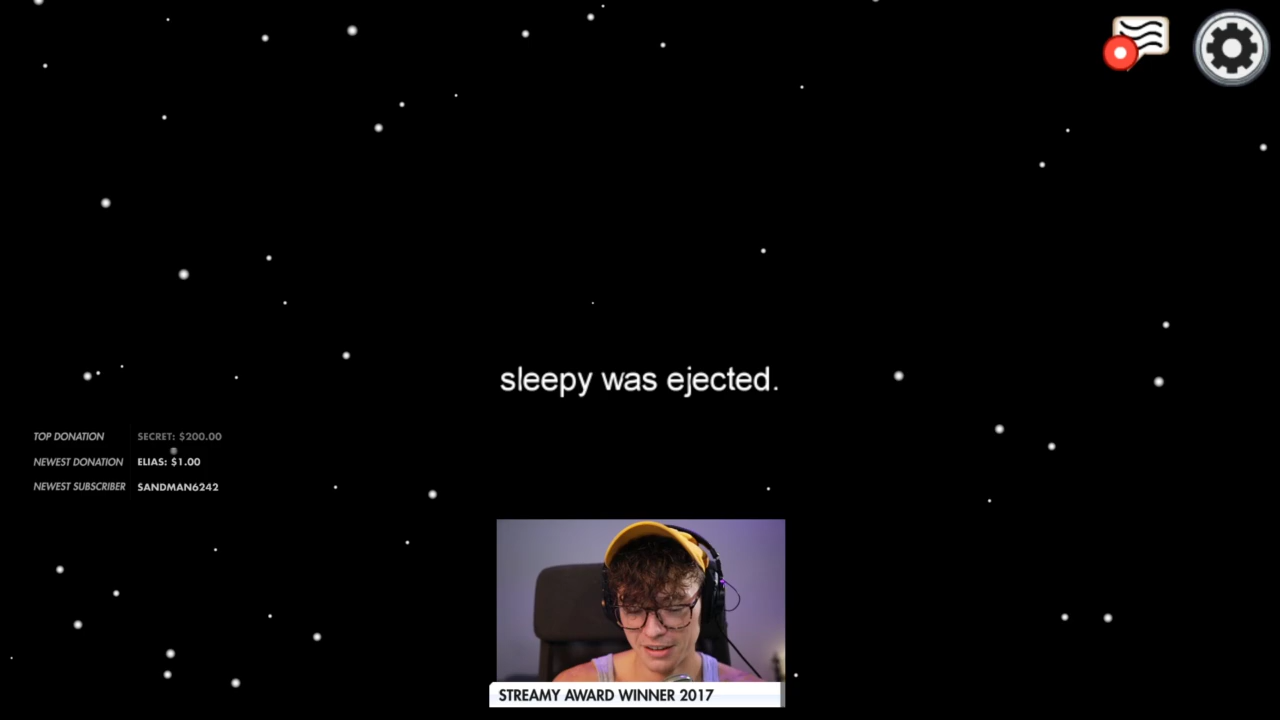 sleepy was ejected.
TOP DONATION SECRET: $200.00
NEWEST DONATION ELIAS: $1.00
NEWEST SUBSCRIBER SANDMAN6242
STREAMY AWARD WINNER 2017